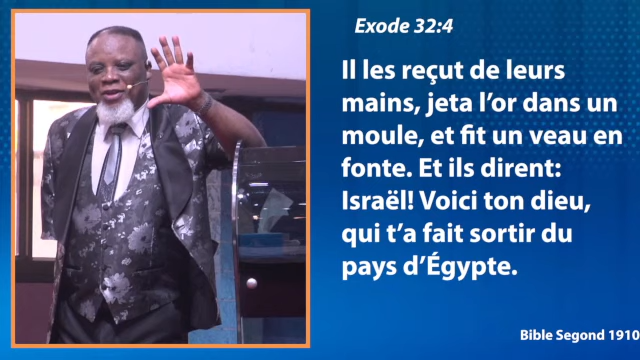 Exode 32:4
Il les reçut de leurs
mains, jeta l’or dans un
moule, et fit un veau en
fonte. Et ils dirent:
Israël! Voici ton dieu,
qui t’a fait sortir du
pays d’Égypte.
Bible Segond 1910